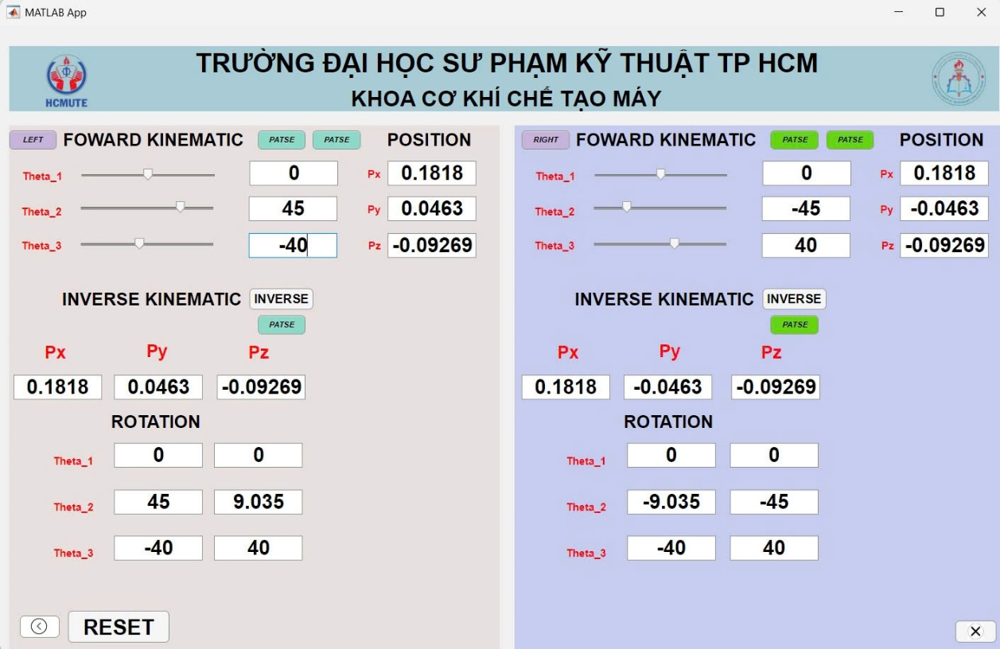 MATLAB App
TRƯỜNG ĐẠI HỌC SƯ PHẠM KỸ THUẬT TP HCM
KHOA CƠ KHÍ CHẾ TẠO MÁY
HCMUTE
LEFT FOWARD KINEMATIC PATSE PATSE POSITION
Theta_1 0 Px 0.1818
Theta_2 45 Py 0.0463
Theta_3 -40 Pz -0.09269
INVERSE KINEMATIC INVERSE
PATSE
Px Py Pz
0.1818 0.0463 -0.09269
ROTATION
Theta_1 0 0
Theta_2 45 9.035
Theta_3 -40 40
RESET
RIGHT FOWARD KINEMATIC PATSE PATSE POSITION
Theta_1 0 Px 0.1818
Theta_2 -45 Py -0.0463
Theta_3 40 Pz -0.09269
INVERSE KINEMATIC INVERSE
PATSE
Px Py Pz
0.1818 -0.0463 -0.09269
ROTATION
Theta_1 0 0
Theta_2 -9.035 -45
Theta_3 -40 40